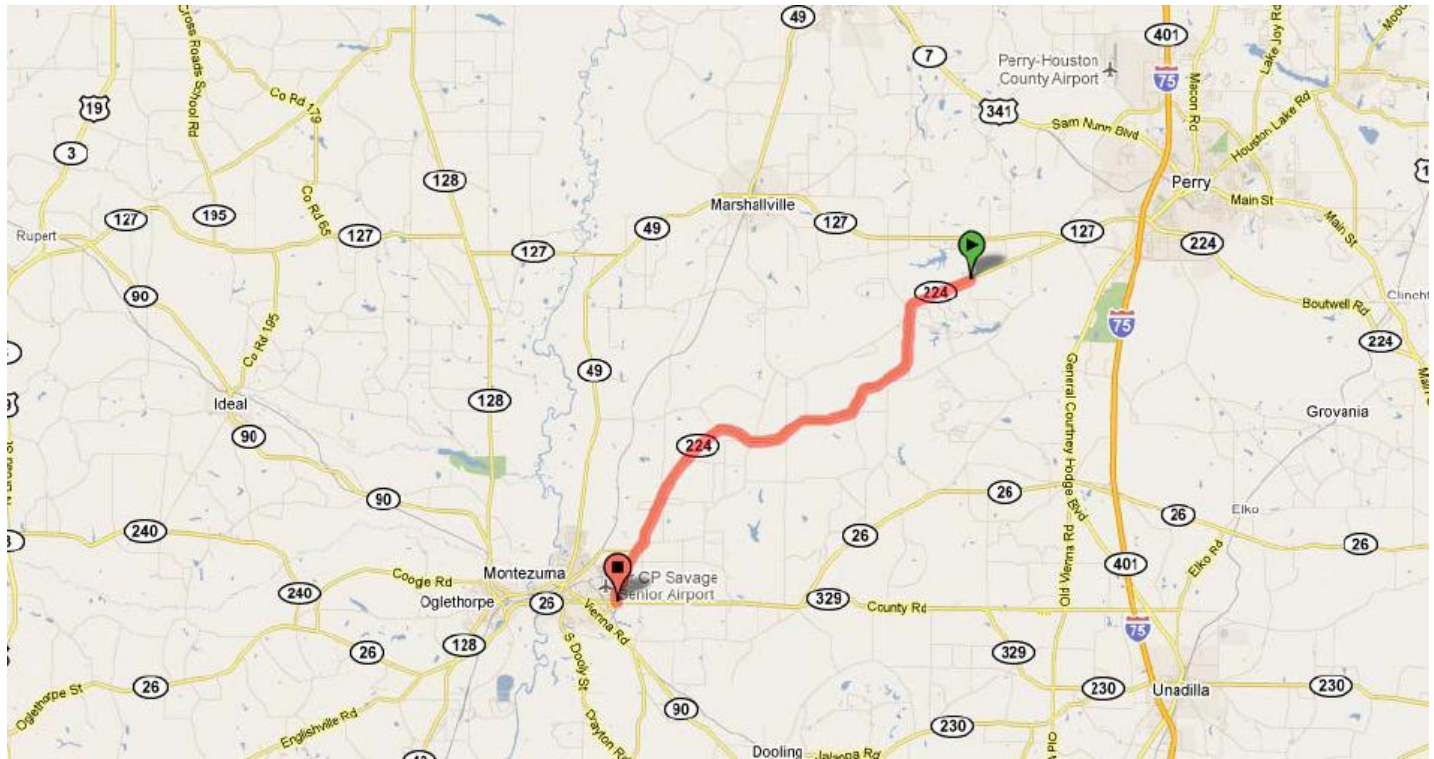 49
401
Lake Joy Rd
Cross Roads School Rd
7
Perry-Houston
County Airport
75
Macon Rd
19
Co Rd 179
341
Sam Nunn Blvd
Houston Lake Rd
3
128
Perry
Main St
Marshallville
127
195
Co Rd 65
127
49
127
127
224
Main St
Rupert
127
90
224
Boutwell Rd
75
224
Co Rd 195
49
General Courtney Hodge Blvd
Ideal
128
Grovania
90
224
90
26
Elko
26
240
26
26
Montezuma
Coogle Rd
CP Savage
Senior Airport
Old Vienna Rd
401
Elko Rd
240
Oglethorpe
26
329
County Rd
Vienna Rd
75
128
S Dooly St
26
329
26
Oglethorpe St
230
Unadilla
230
90
Englishville Rd
Drayton Rd
230
Dooling